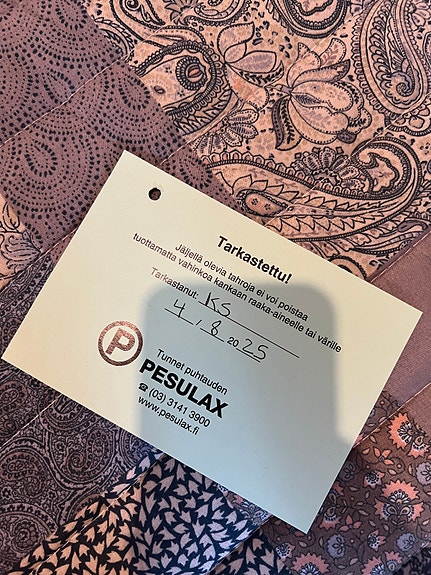 Tarkastettu!
Jäljellä olevia tahroja ei voi poistaa
tuottamatta vahinkoa kankaan raaka-aineelle tai värille
Tarkastanut: KS
4 . 8 2025
P
Tunnet puhtauden
PESULAX
☎ (03) 3141 3900
www.pesulax.fi